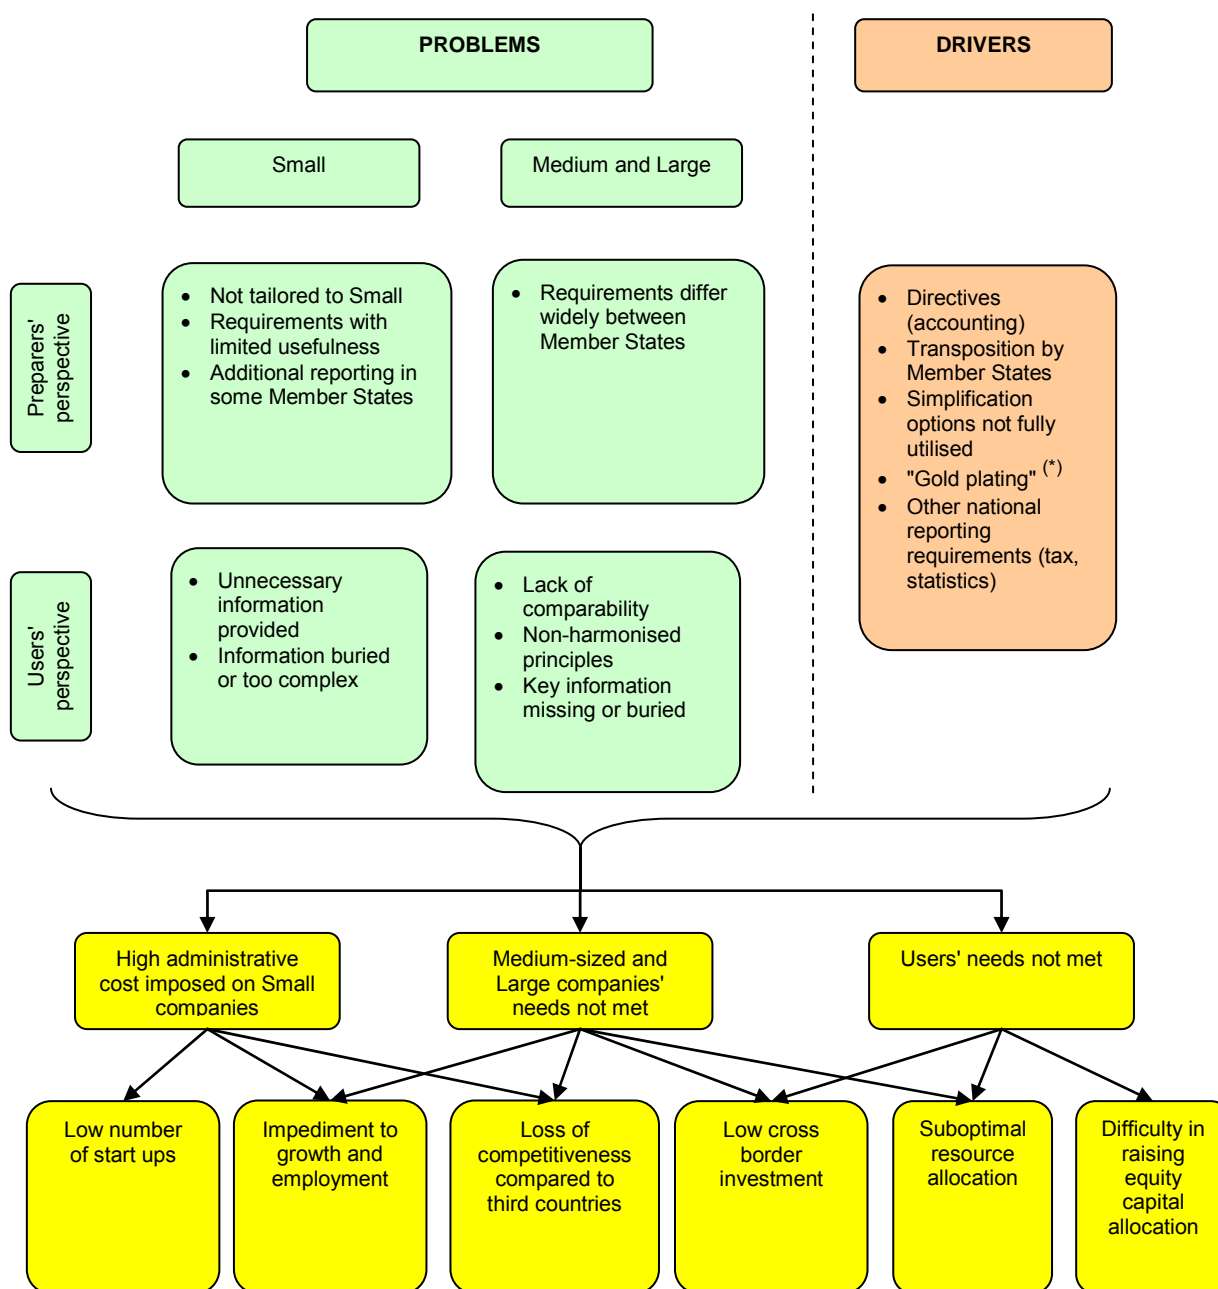 PROBLEMS
DRIVERS
Small
Medium and Large
Preparers'
perspective
• Not tailored to Small
• Requirements with
limited usefulness
• Additional reporting in
some Member States
• Requirements differ
widely between
Member States
• Directives
(accounting)
• Transposition by
Member States
• Simplification
options not fully
utilised
• "Gold plating" (*)
• Other national
reporting
requirements (tax,
statistics)
Users'
perspective
• Unnecessary
information
provided
• Information buried
or too complex
• Lack of
comparability
• Non-harmonised
principles
• Key information
missing or buried
High administrative
cost imposed on Small
companies
Medium-sized and
Large companies'
needs not met
Users' needs not met
Low number
of start ups
Impediment to
growth and
employment
Loss of
competitiveness
compared to
third countries
Low cross
border
investment
Suboptimal
resource
allocation
Difficulty in
raising
equity
capital
allocation